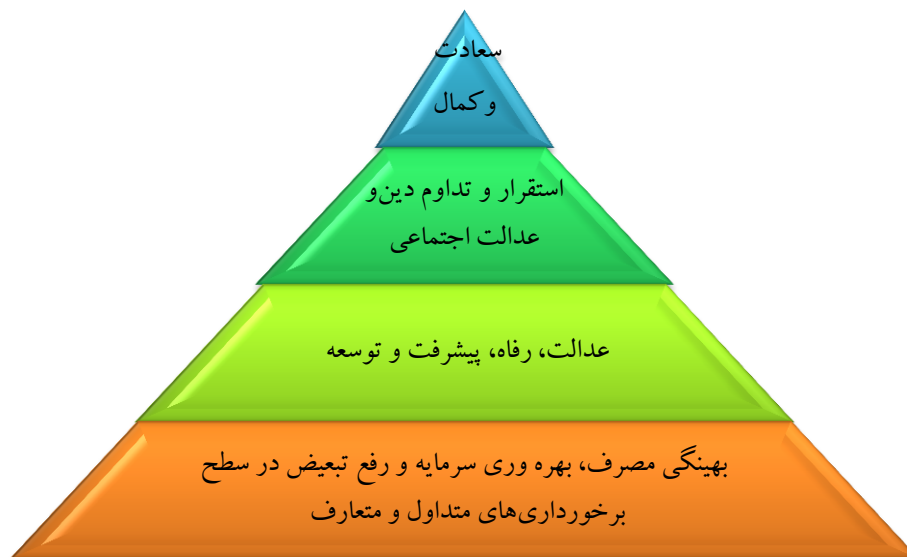 سعادت
و کمال
استقرار و تداوم دین‌و
عدالت اجتماعی
عدالت، رفاه، پیشرفت و توسعه
بهینگی مصرف، بهره وری سرمایه و رفع تبعیض در سطح
برخورداری‌های متداول و متعارف